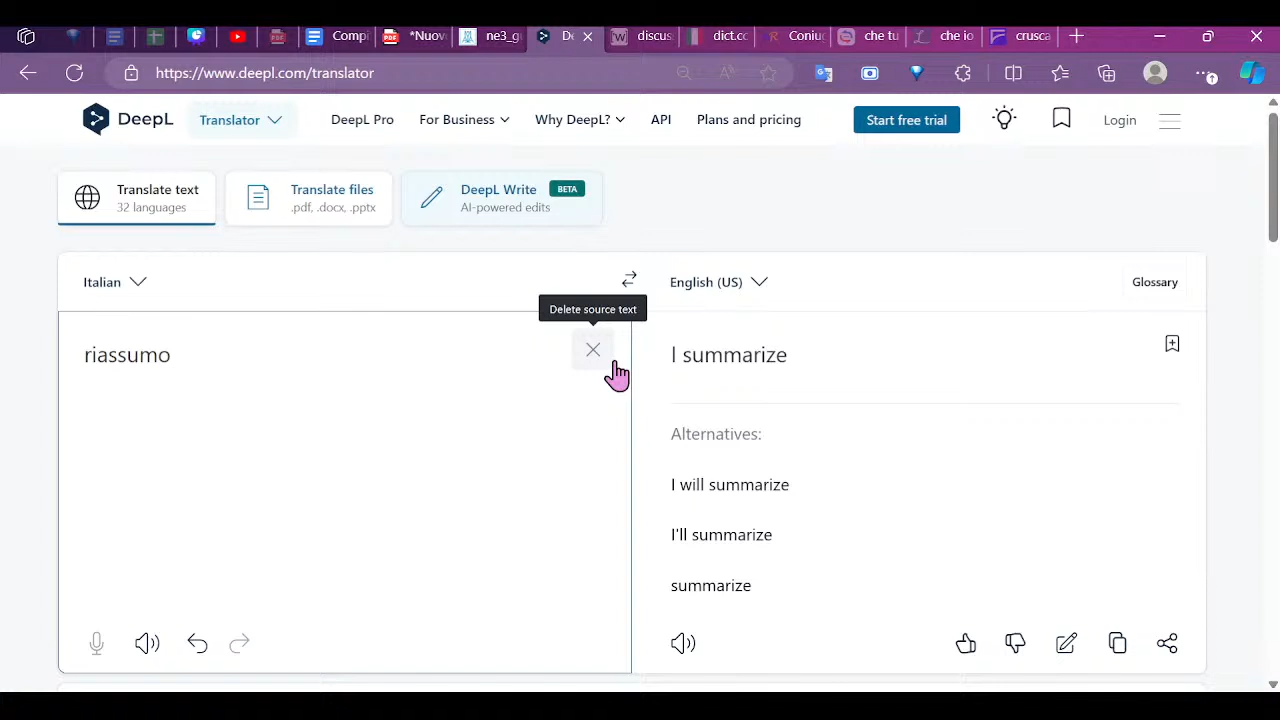 Compi
*Nuov
ne3_g
De
discus
dict.cc
Coniu
che tu
che io
crusca
https://www.deepl.com/translator
DeepL
Translator
DeepL Pro
For Business
Why DeepL?
API
Plans and pricing
Start free trial
Login
Translate text
32 languages
Translate files
.pdf, .docx, .pptx
DeepL Write
BETA
AI-powered edits
Italian
English (US)
Glossary
Delete source text
riassumo
I summarize
Alternatives:
I will summarize
I'll summarize
summarize